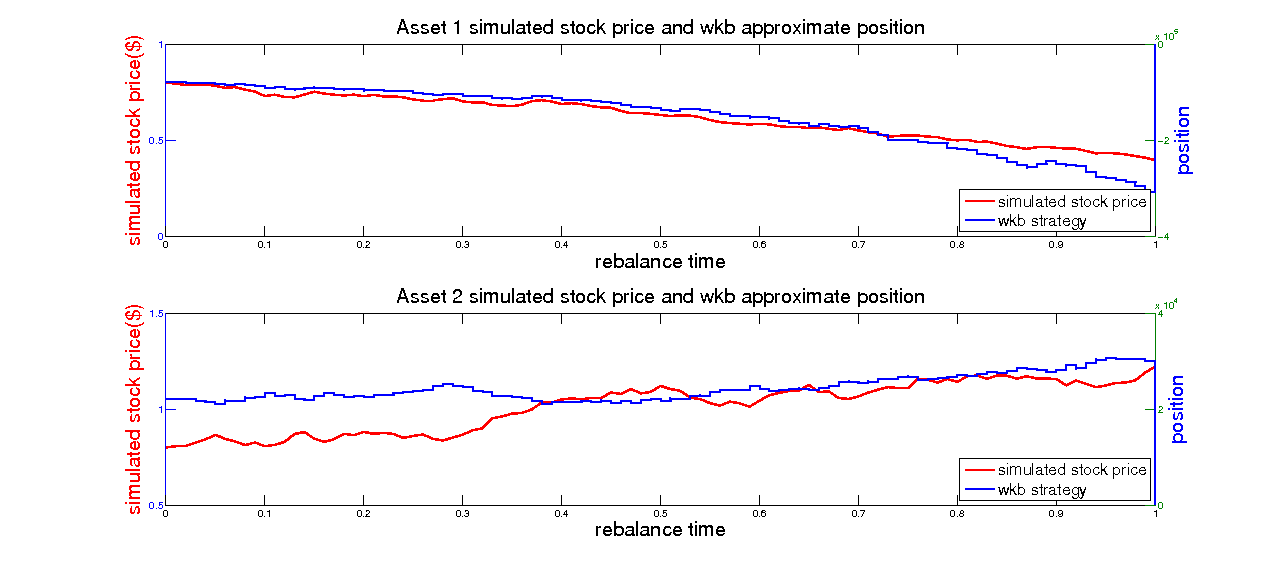 Asset 1 simulated stock price and wkb approximate position
x 10^5
simulated stock price($)
1
0.5
0
0
-2
-4
position
simulated stock price
wkb strategy
0 0.1 0.2 0.3 0.4 0.5 0.6 0.7 0.8 0.9 1
rebalance time
Asset 2 simulated stock price and wkb approximate position
x 10^4
simulated stock price($)
1.5
1
0.5
4
2
0
position
simulated stock price
wkb strategy
0 0.1 0.2 0.3 0.4 0.5 0.6 0.7 0.8 0.9 1
rebalance time